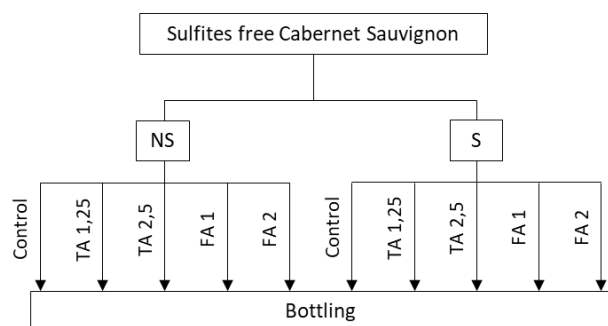 Sulfites free Cabernet Sauvignon
NS
S
Control
TA 1,25
TA 2,5
FA 1
FA 2
Control
TA 1,25
TA 2,5
FA 1
FA 2
Bottling